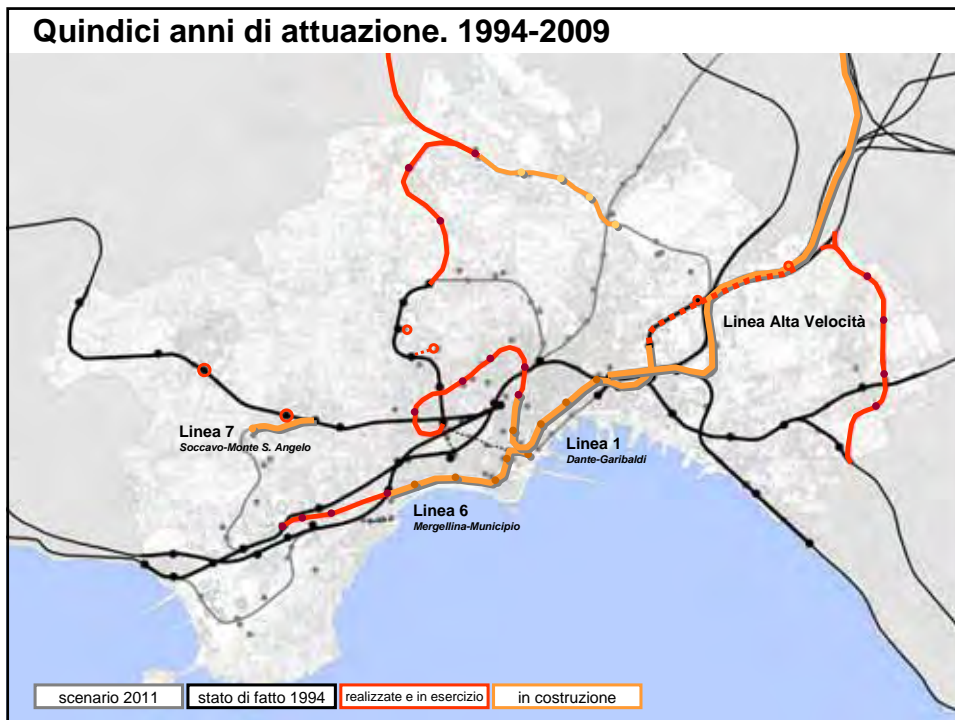 Quindici anni di attuazione. 1994-2009
Linea Alta Velocità
Linea 7
Soccavo-Monte S. Angelo
Linea 1
Dante-Garibaldi
Linea 6
Mergellina-Municipio
scenario 2011
stato di fatto 1994
realizzate e in esercizio
in costruzione